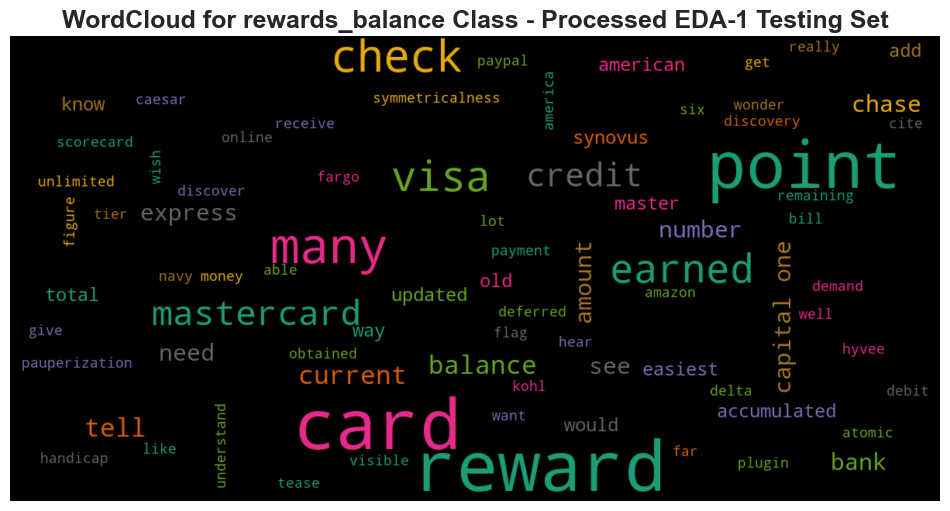 WordCloud for rewards_balance Class - Processed EDA-1 Testing Set
check
paypal
american
really
get
add
know
caesar
symmetricalness
america
six
wonder
chase
scorecard
receive
online
synovus
discovery
cite
wish
visa
credit
point
unlimited
discover
fargo
remaining
figure
tier
express
master
bill
lot
number
many
payment
earned
amount
capital one
navy
money
able
old
amazon
demand
total
updated
mastercard
way
deferred
well
give
flag
hear
hyvee
pauperization
need
obtained
balance
see
easiest
current
kohl
delta
debit
card
want
accumulated
tell
understand
would
atomic
like
handicap
visible
reward
far
plugin
bank
tease